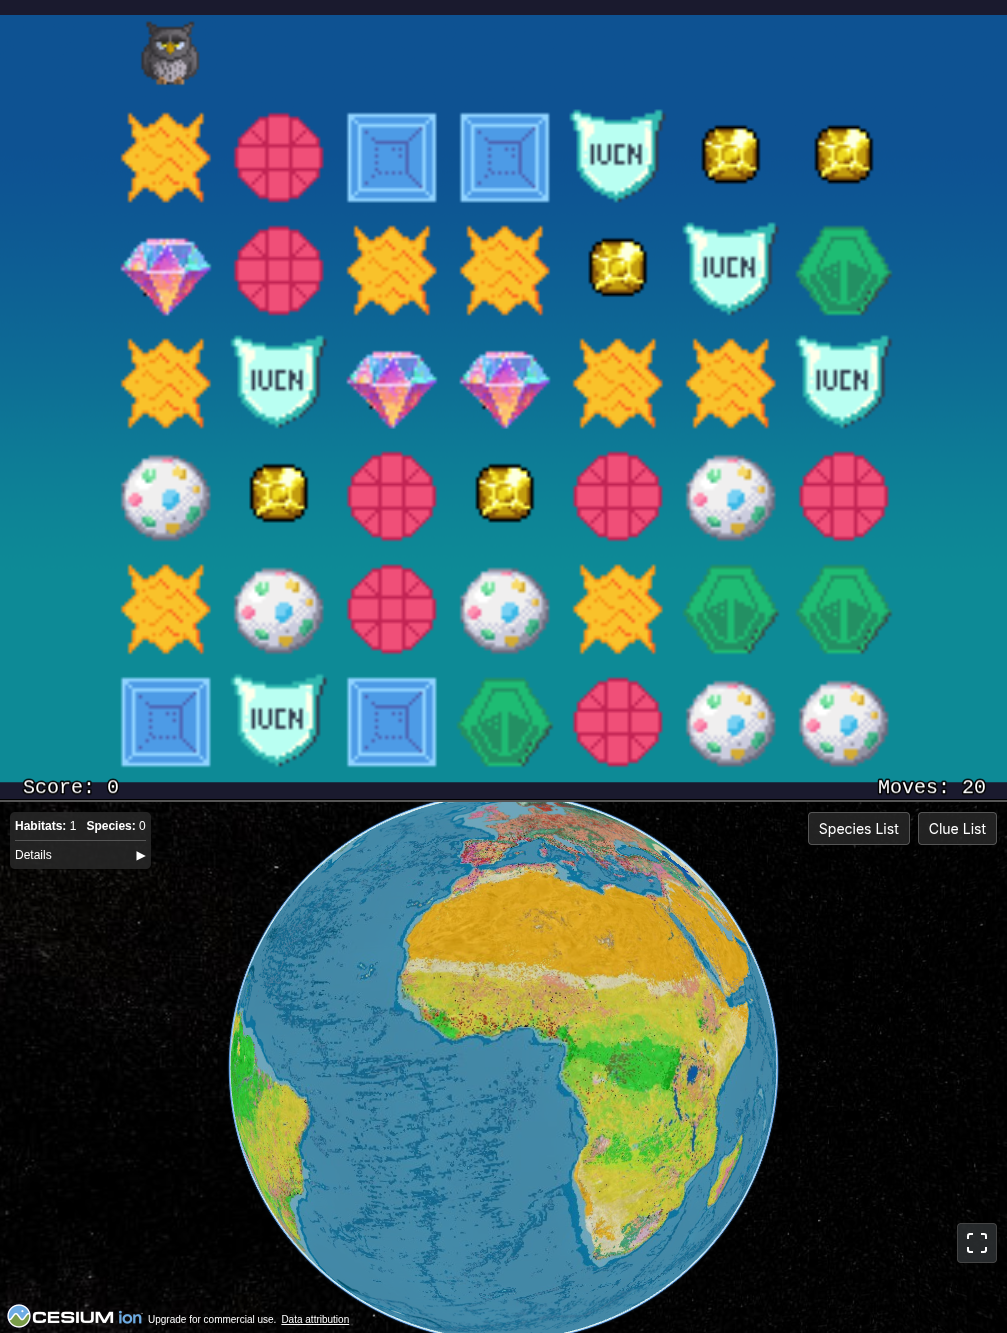 IUCN
IUCN
IUCN
IUCN
IUCN
Score: 0
Moves: 20
Habitats: 1 Species: 0
Details
Species List
Clue List
CESIUM ion
Upgrade for commercial use. Data attribution